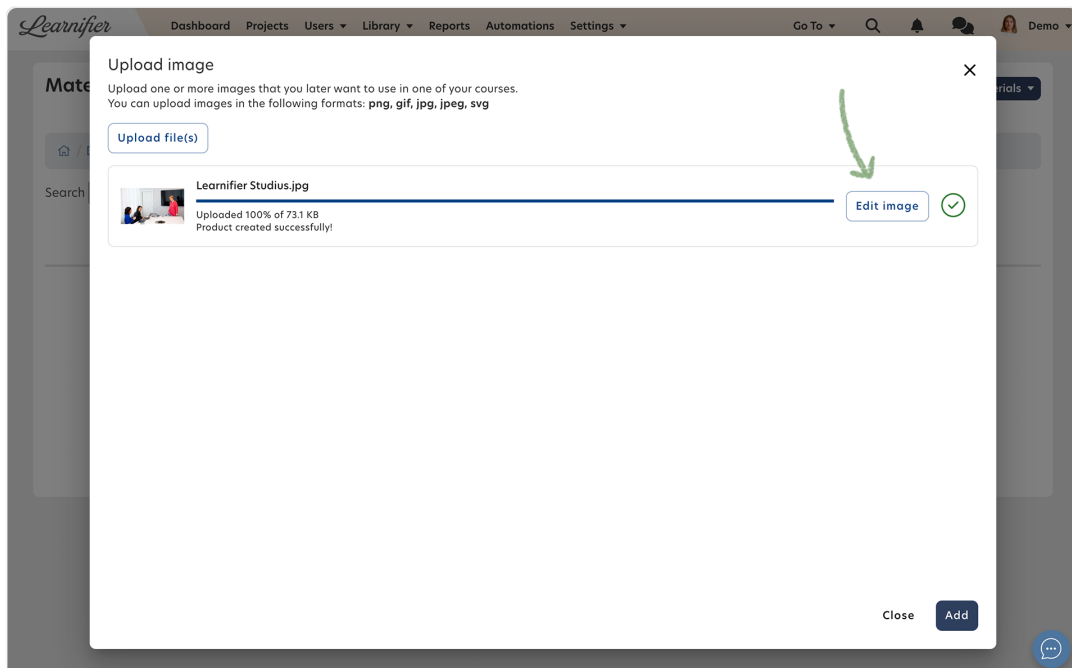 Learnifier
Dashboard Projects Users Library Reports Automations Settings Go To Demo
Mate
rials
/
Search
Upload image
Upload one or more images that you later want to use in one of your courses.
You can upload images in the following formats: png, gif, jpg, jpeg, svg
Upload file(s)
Learnifier Studius.jpg
Uploaded 100% of 73.1 KB
Product created successfully!
Edit image
Close Add